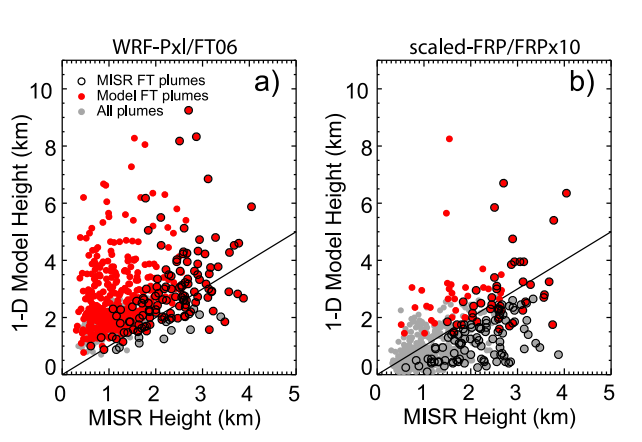 WRF-Pxl/FT06
a)
MISR FT plumes
Model FT plumes
All plumes
10
8
6
4
2
0
0 1 2 3 4 5
1-D Model Height (km)
MISR Height (km)
scaled-FRP/FRPx10
b)
10
8
6
4
2
0
0 1 2 3 4 5
1-D Model Height (km)
MISR Height (km)